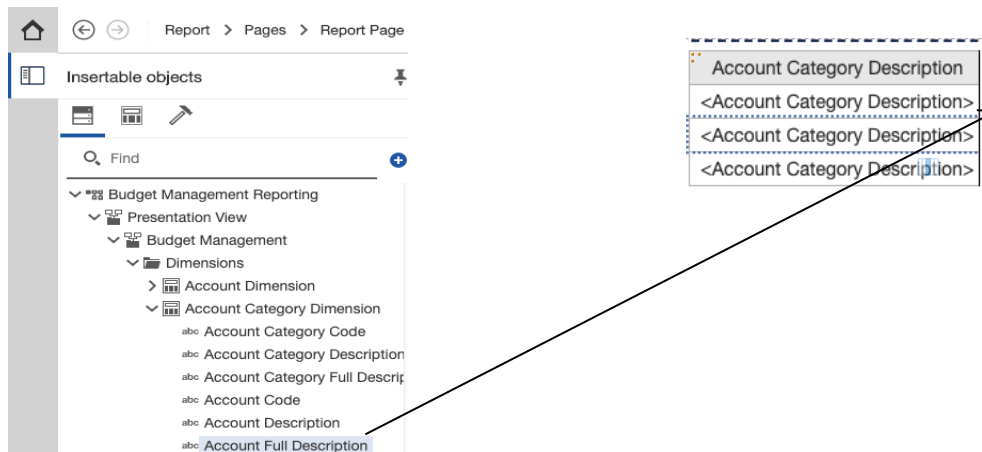 Report > Pages > Report Page
Insertable objects
Find
Budget Management Reporting
Presentation View
Budget Management
Dimensions
Account Dimension
Account Category Dimension
abc Account Category Code
abc Account Category Description
abc Account Category Full Descrip
abc Account Code
abc Account Description
abc Account Full Description
Account Category Description
<Account Category Description>
<Account Category Description>
<Account Category Description>